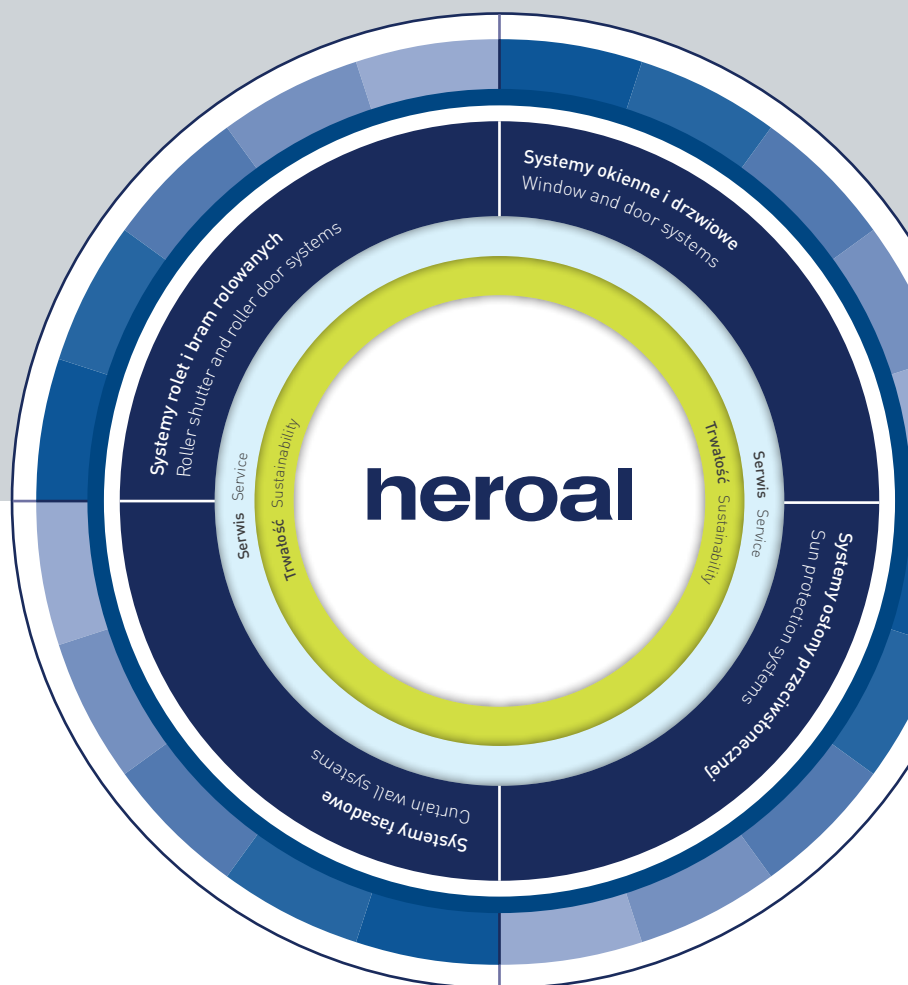 Systemy okienne i drzwiowe
Window and door systems
Systemy rolet i bram rolowanych
Roller shutter and roller door systems
Serwis Service
Trwałość Sustainability
heroal
Trwałość Sustainability
Serwis Service
Systemy osłony przeciwsłonecznej
Sun protection systems
Curtain wall systems
Systemy fasadowe